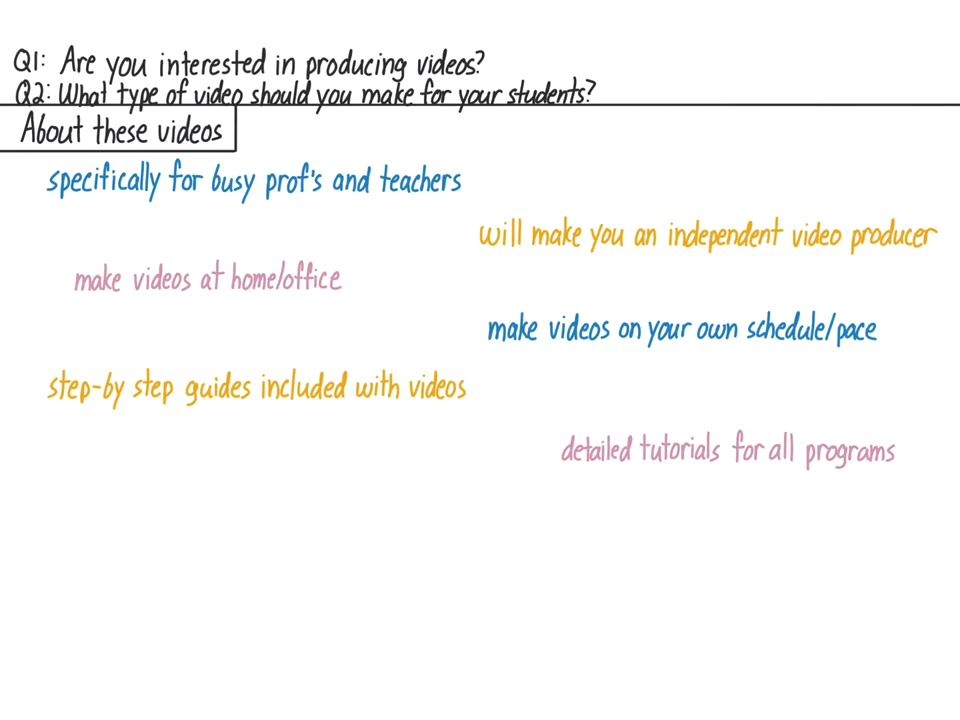 Q1: Are you interested in producing videos?
Q2: What type of video should you make for your students?
About these videos
specifically for busy prof's and teachers
will make you an independent video producer
make videos at home/office
make videos on your own schedule/pace
step-by step guides included with videos
detailed tutorials for all programs